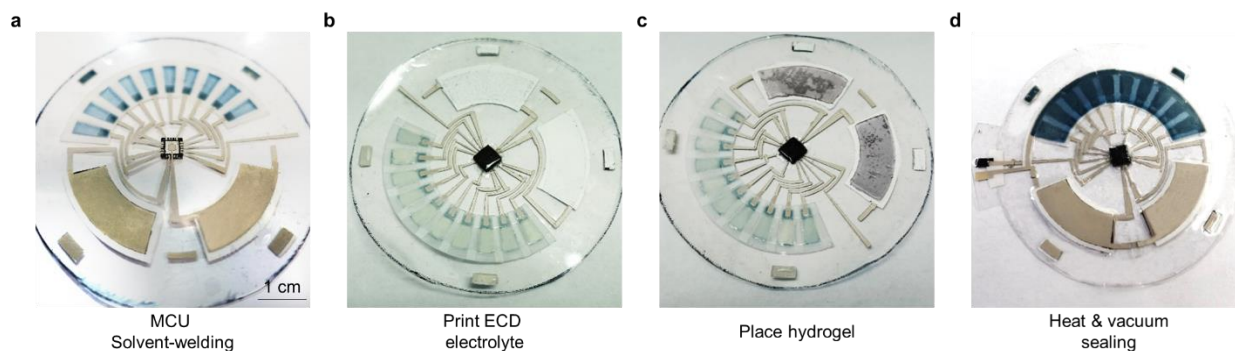 a
b
c
d
1 cm
MCU
Solvent-welding
Print ECD
electrolyte
Place hydrogel
Heat & vacuum
sealing